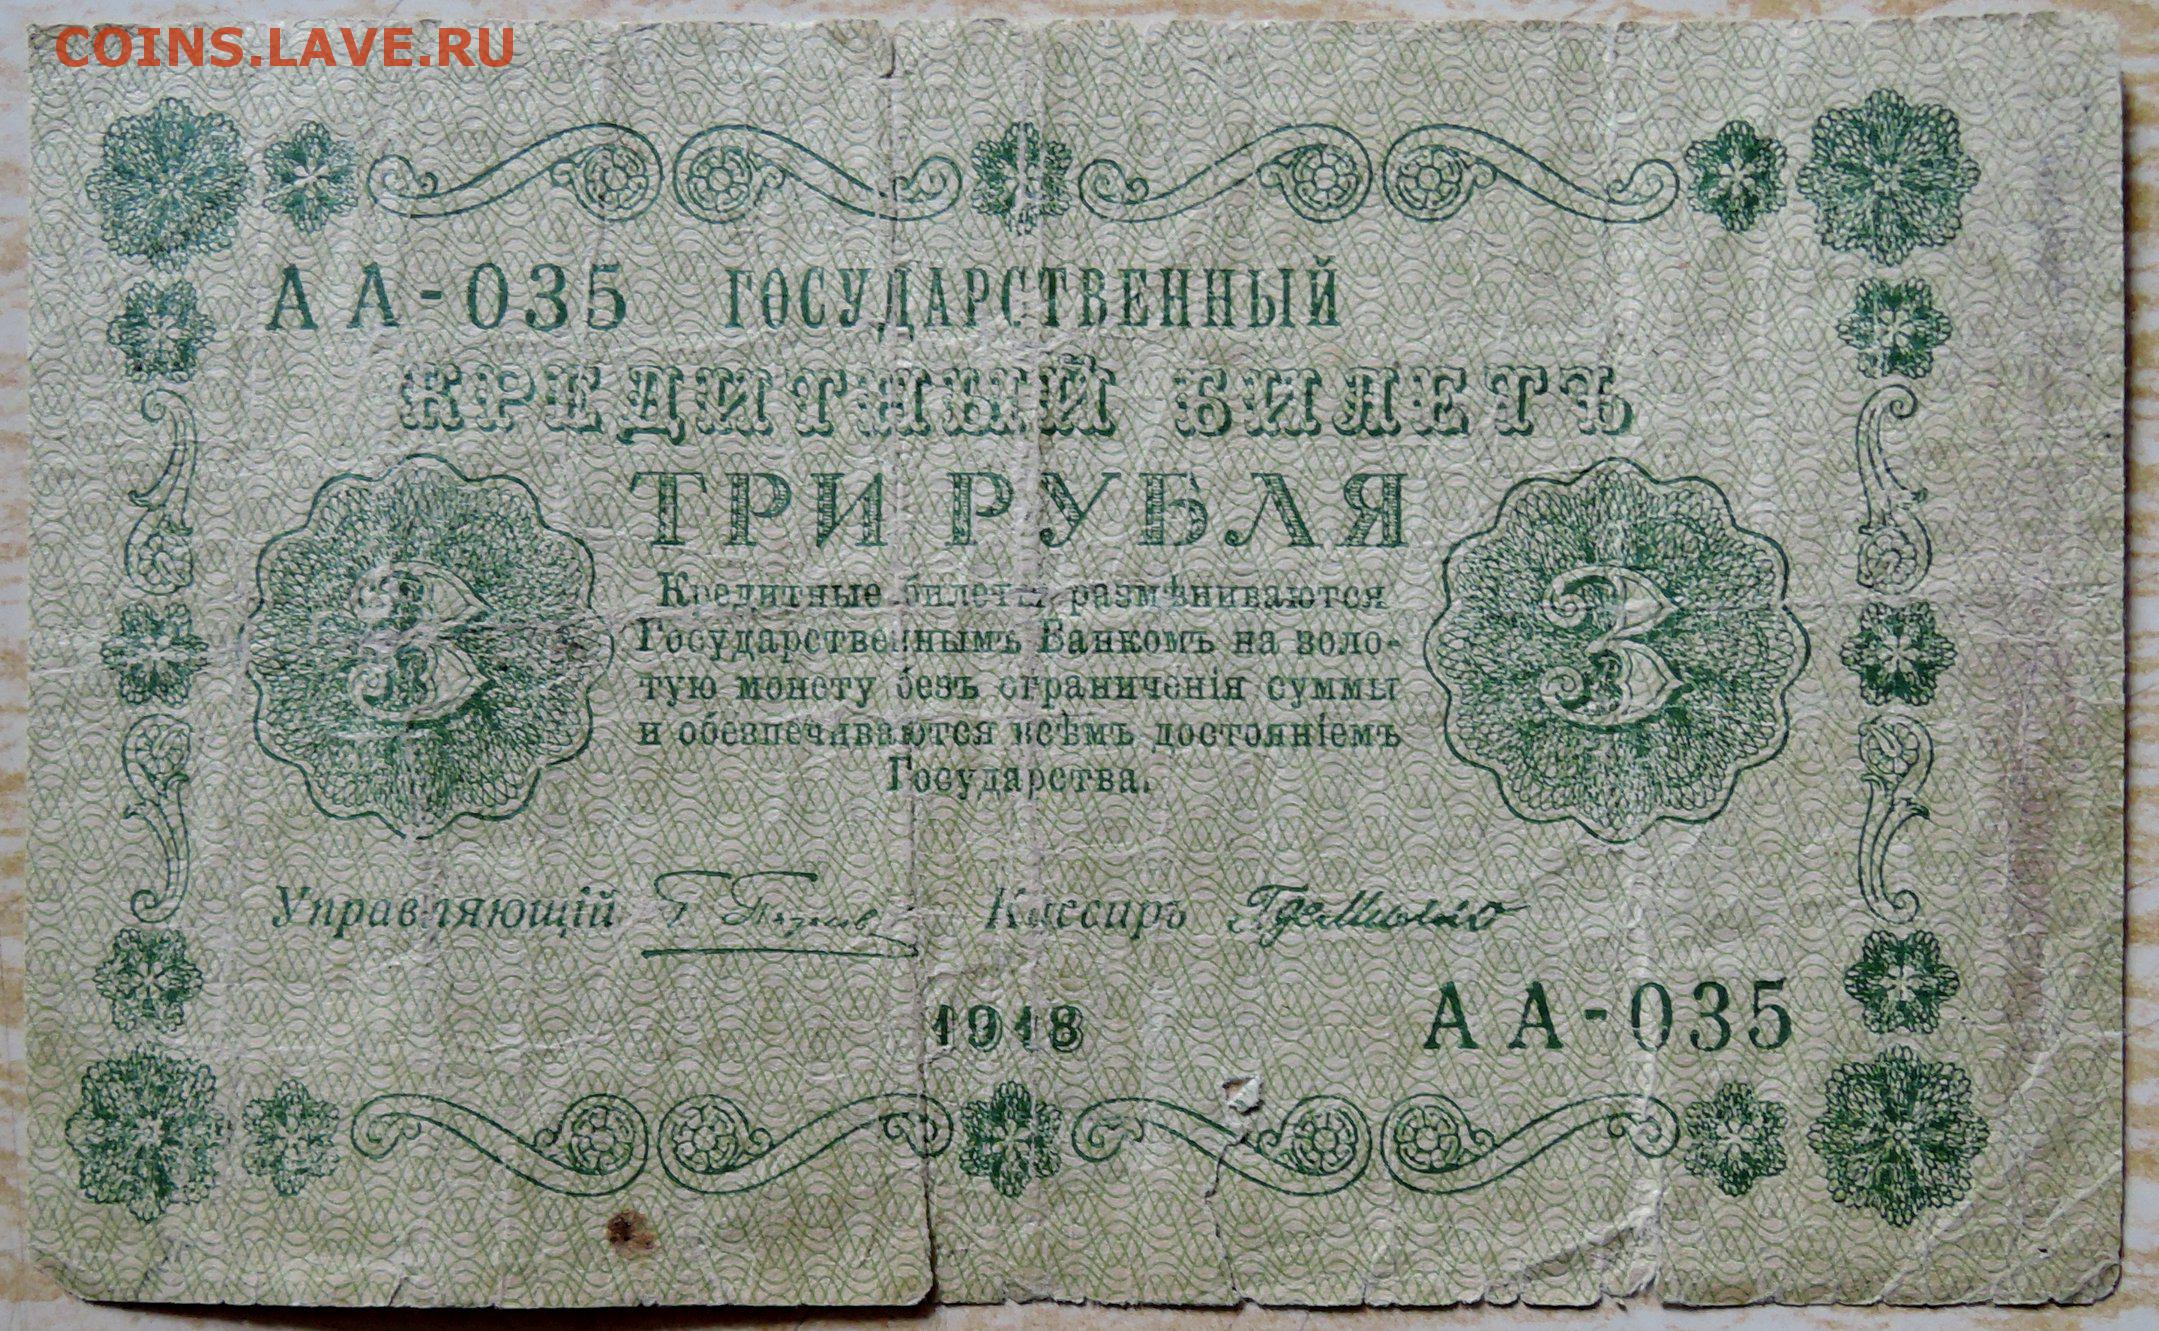 COINS.LAVE.RU
АА-035 ГОСУДАРСТВЕННЫЙ
КРЕДИТНЫЙ БИЛЕТЪ
ТРИ РУБЛЯ
3 3
Кредитные билеты размѣниваются
Государственнымъ Банкомъ на золо-
тую монету безъ ограниченія суммы
и обезпечиваются всѣмъ достояніемъ
Государства.
Управляющій Кассиръ
1918 АА-035